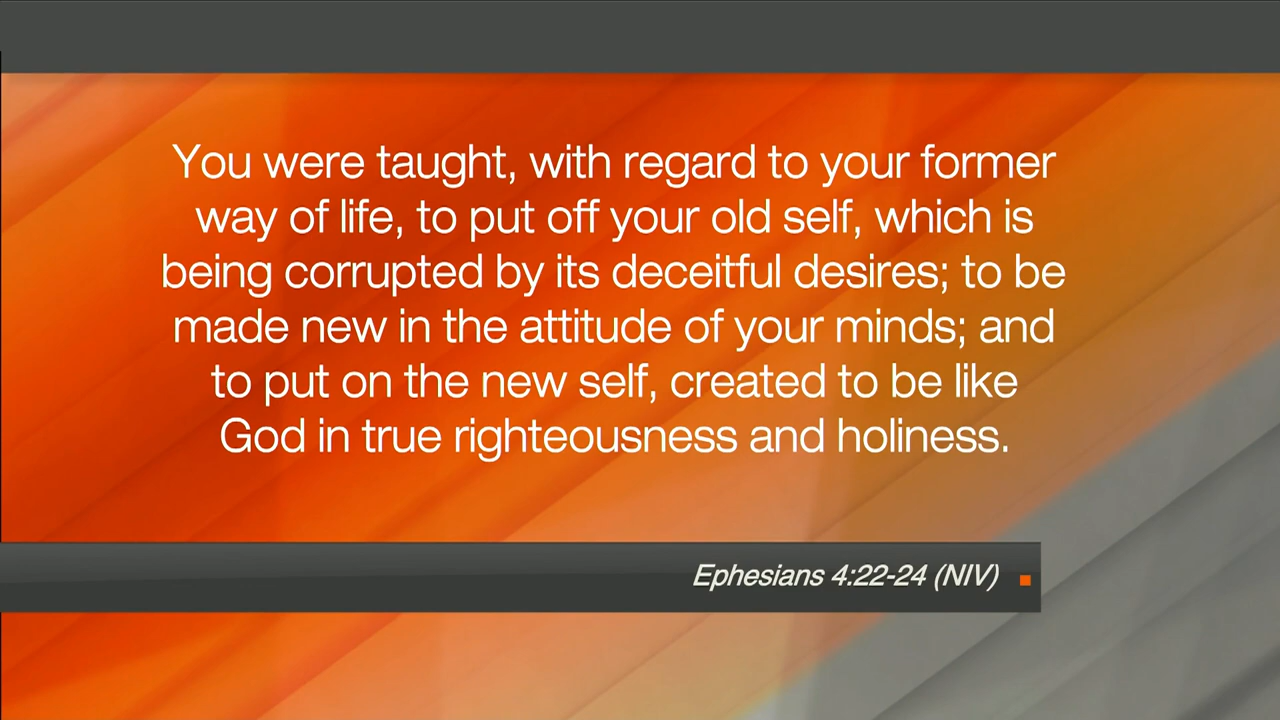 You were taught, with regard to your former
way of life, to put off your old self, which is
being corrupted by its deceitful desires; to be
made new in the attitude of your minds; and
to put on the new self, created to be like
God in true righteousness and holiness.
Ephesians 4:22-24 (NIV)